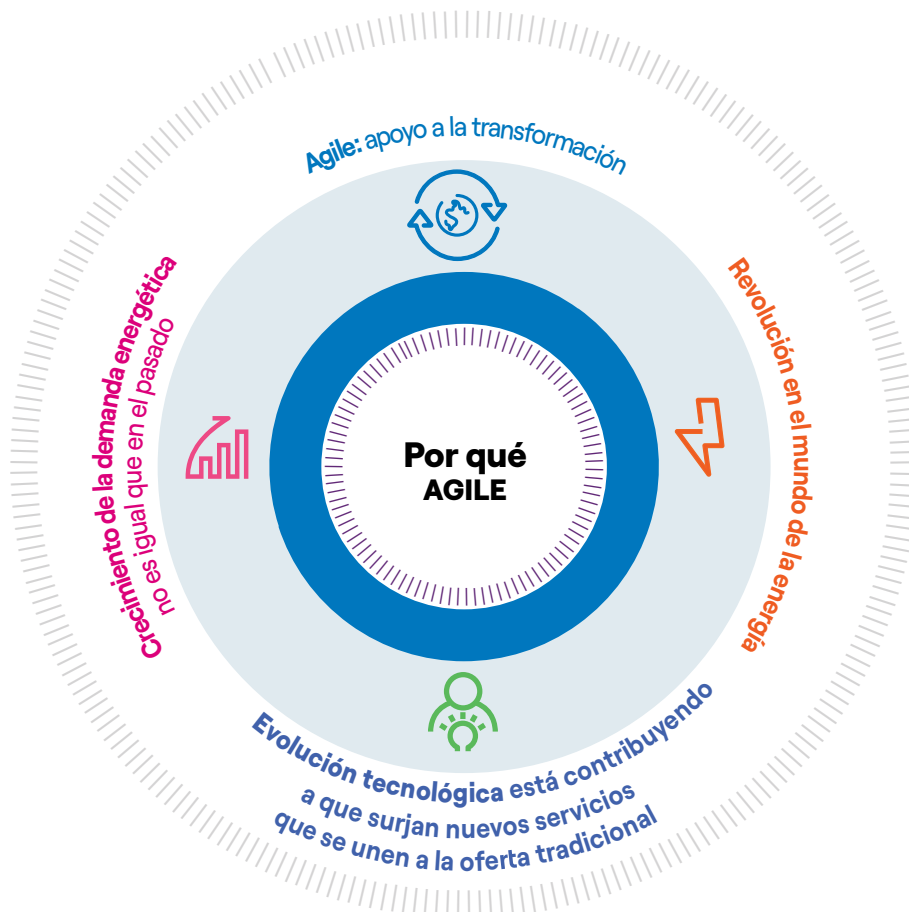 Agile: apoyo a la transformación
Revolución en el mundo de la energía
Evolución tecnológica está contribuyendo
a que surjan nuevos servicios
que se unen a la oferta tradicional
Crecimiento de la demanda energética
no es igual que en el pasado
Por qué
AGILE